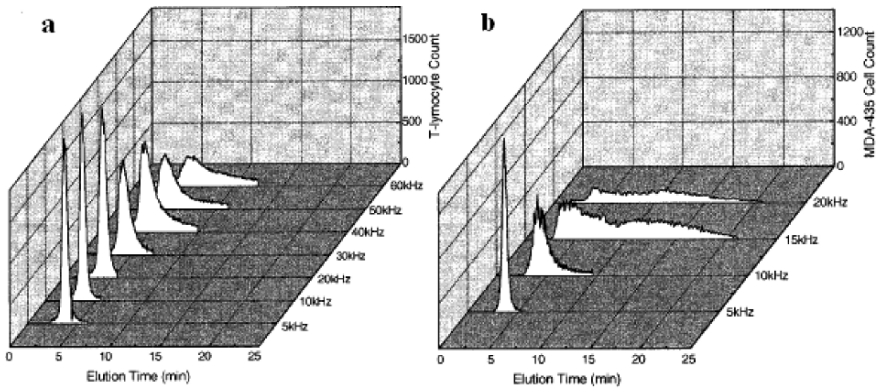 a
1500
1000
500
0
T-lymocyte Count
60kHz
50kHz
40kHz
30kHz
20kHz
10kHz
5kHz
0 5 10 15 20 25
Elution Time (min)
b
1200
800
400
0
MDA-435 Cell Count
20kHz
15kHz
10kHz
5kHz
0 5 10 15 20 25
Elution Time (min)